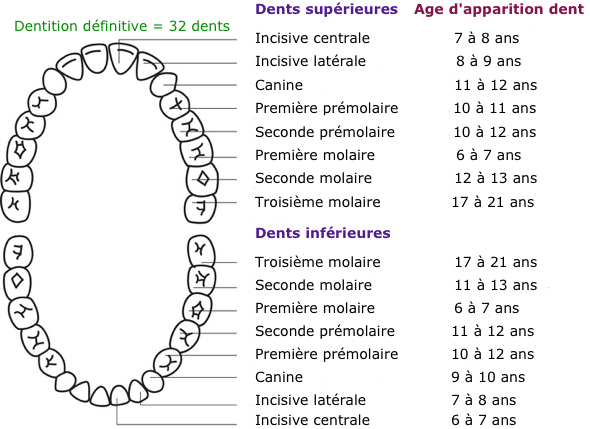 Dents supérieures Age d'apparition dent
Dentition définitive = 32 dents
Incisive centrale 7 à 8 ans
Incisive latérale 8 à 9 ans
Canine 11 à 12 ans
Première prémolaire 10 à 11 ans
Seconde prémolaire 10 à 12 ans
Première molaire 6 à 7 ans
Seconde molaire 12 à 13 ans
Troisième molaire 17 à 21 ans
Dents inférieures
Troisième molaire 17 à 21 ans
Seconde molaire 11 à 13 ans
Première molaire 6 à 7 ans
Seconde prémolaire 11 à 12 ans
Première prémolaire 10 à 12 ans
Canine 9 à 10 ans
Incisive latérale 7 à 8 ans
Incisive centrale 6 à 7 ans